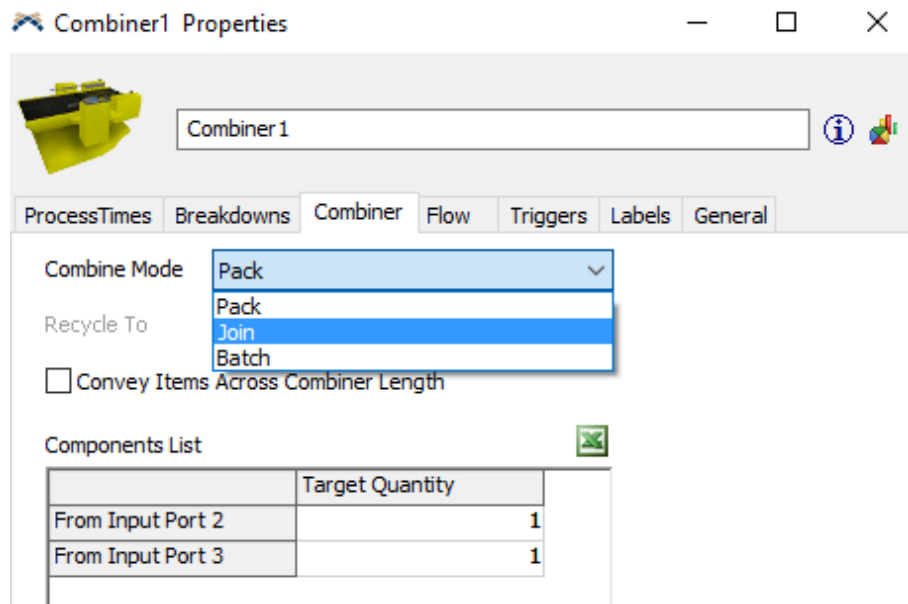 Combiner1 Properties
Combiner1
ProcessTimes Breakdowns Combiner Flow Triggers Labels General
Combine Mode Pack
Pack
Recycle To
Join
Batch
Convey Items Across Combiner Length
Components List
Target Quantity
From Input Port 2 1
From Input Port 3 1